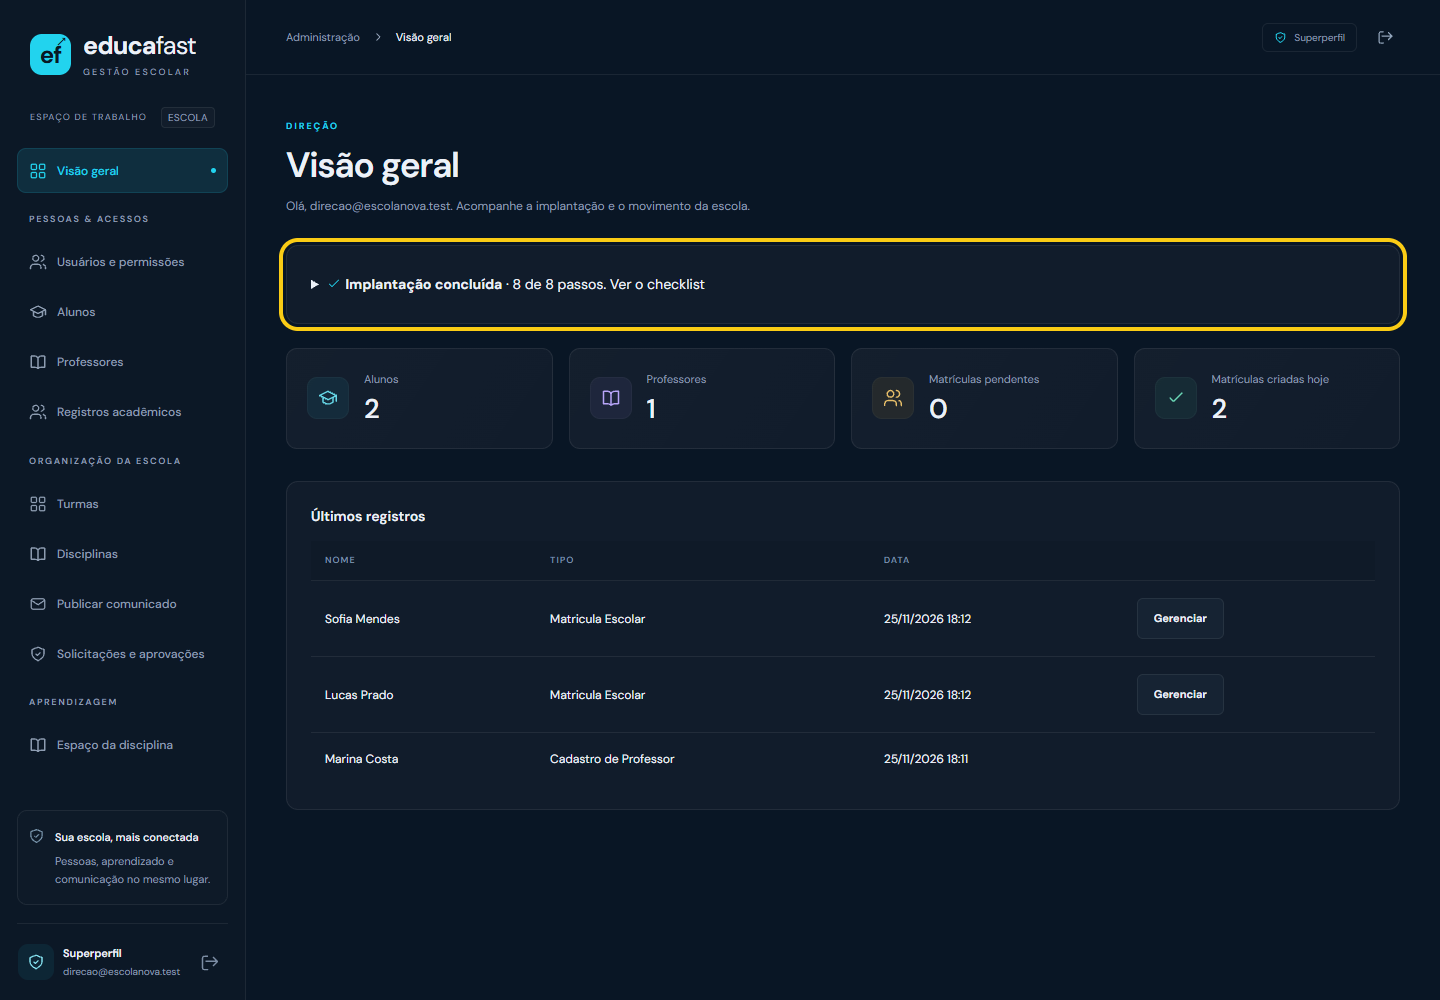 ef educafast
GESTÃO ESCOLAR
ESPAÇO DE TRABALHO ESCOLA
Visão geral
PESSOAS & ACESSOS
Usuários e permissões
Alunos
Professores
Registros acadêmicos
ORGANIZAÇÃO DA ESCOLA
Turmas
Disciplinas
Publicar comunicado
Solicitações e aprovações
APRENDIZAGEM
Espaço da disciplina
Sua escola, mais conectada
Pessoas, aprendizado e
comunicação no mesmo lugar.
Superperfil
direcao@escolanova.test
Administração > Visão geral
Superperfil
DIREÇÃO
Visão geral
Olá, direcao@escolanova.test. Acompanhe a implantação e o movimento da escola.
▶ ✓ Implantação concluída · 8 de 8 passos. Ver o checklist
Alunos
2
Professores
1
Matrículas pendentes
0
Matrículas criadas hoje
2
Últimos registros
NOME TIPO DATA
Sofia Mendes Matricula Escolar 25/11/2026 18:12 Gerenciar
Lucas Prado Matricula Escolar 25/11/2026 18:12 Gerenciar
Marina Costa Cadastro de Professor 25/11/2026 18:11